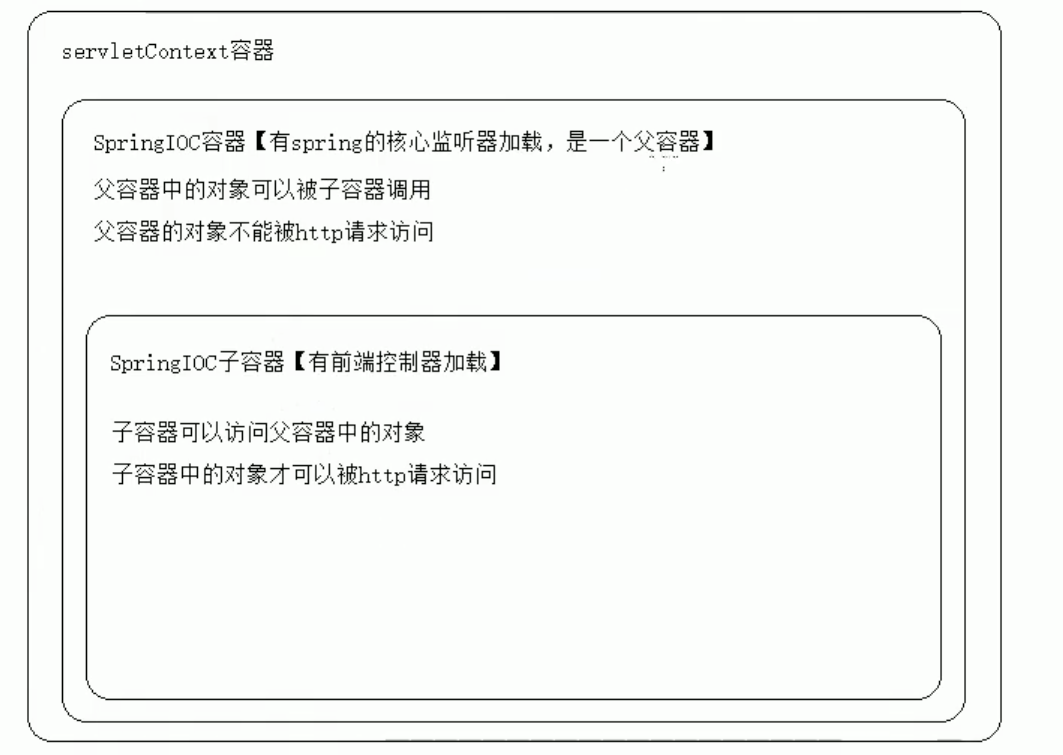 servletContext容器
SpringIOC容器【有spring的核心监听器加载，是一个父容器】
父容器中的对象可以被子容器调用
父容器的对象不能被http请求访问
SpringIOC子容器【有前端控制器加载】
子容器可以访问父容器中的对象
子容器中的对象才可以被http请求访问